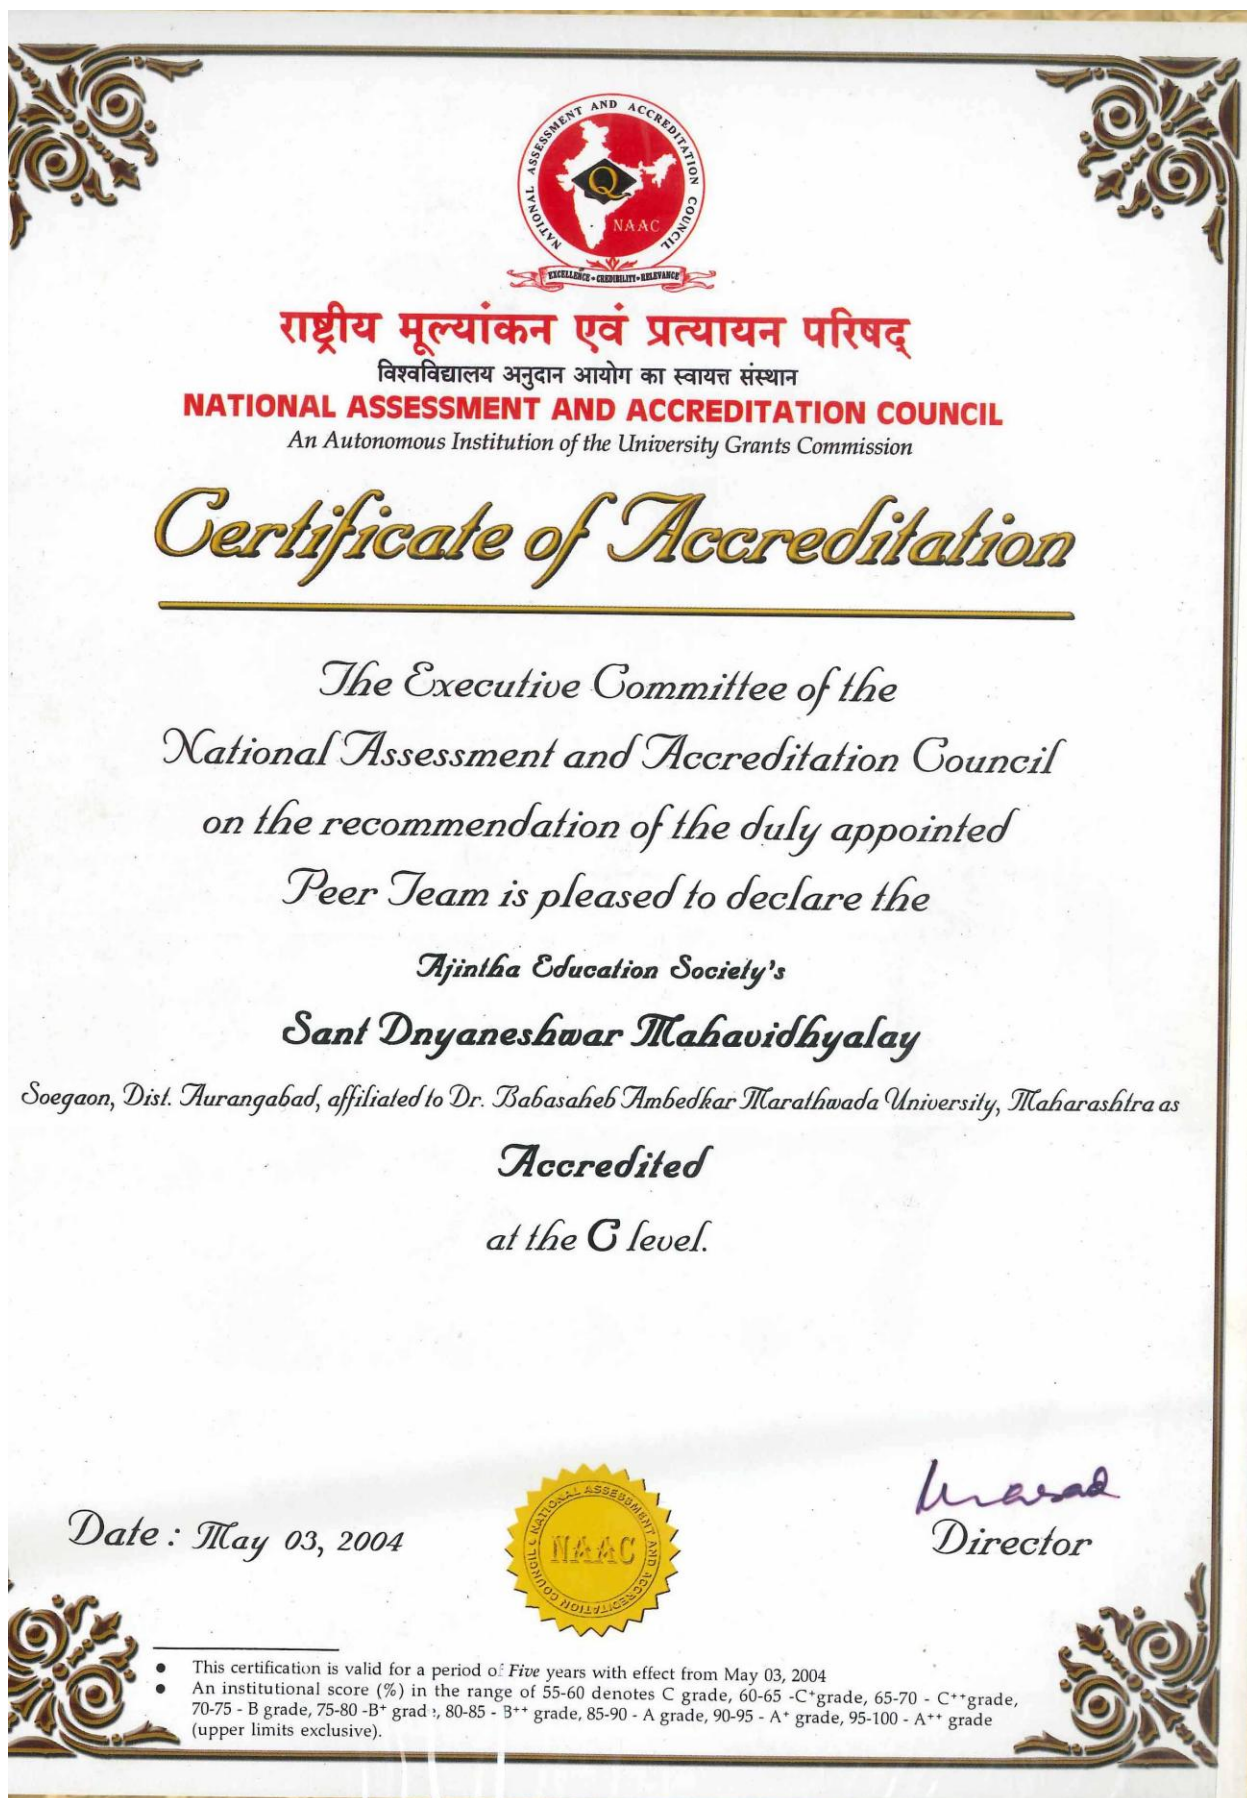 NATIONAL ASSESSMENT AND ACCREDITATION COUNCIL
Q
NAAC
EXCELLENCE • CREDIBILITY • RELEVANCE
राष्ट्रीय मूल्यांकन एवं प्रत्यायन परिषद्
विश्वविद्यालय अनुदान आयोग का स्वायत्त संस्थान
NATIONAL ASSESSMENT AND ACCREDITATION COUNCIL
An Autonomous Institution of the University Grants Commission
Certificate of Accreditation
The Executive Committee of the
National Assessment and Accreditation Council
on the recommendation of the duly appointed
Peer Team is pleased to declare the
Ajintha Education Society's
Sant Dnyaneshwar Mahavidhyalay
Soegaon, Dist. Aurangabad, affiliated to Dr. Babasaheb Ambedkar Marathwada University, Maharashtra as
Accredited
at the C level.
Date : May 03, 2004
NATIONAL ASSESSMENT AND ACCREDITATION COUNCIL
NAAC
Director
• This certification is valid for a period of Five years with effect from May 03, 2004
• An institutional score (%) in the range of 55-60 denotes C grade, 60-65 -C⁺grade, 65-70 - C⁺⁺grade,
70-75 - B grade, 75-80 -B⁺ grade, 80-85 - B⁺⁺ grade, 85-90 - A grade, 90-95 - A⁺ grade, 95-100 - A⁺⁺ grade
(upper limits exclusive).